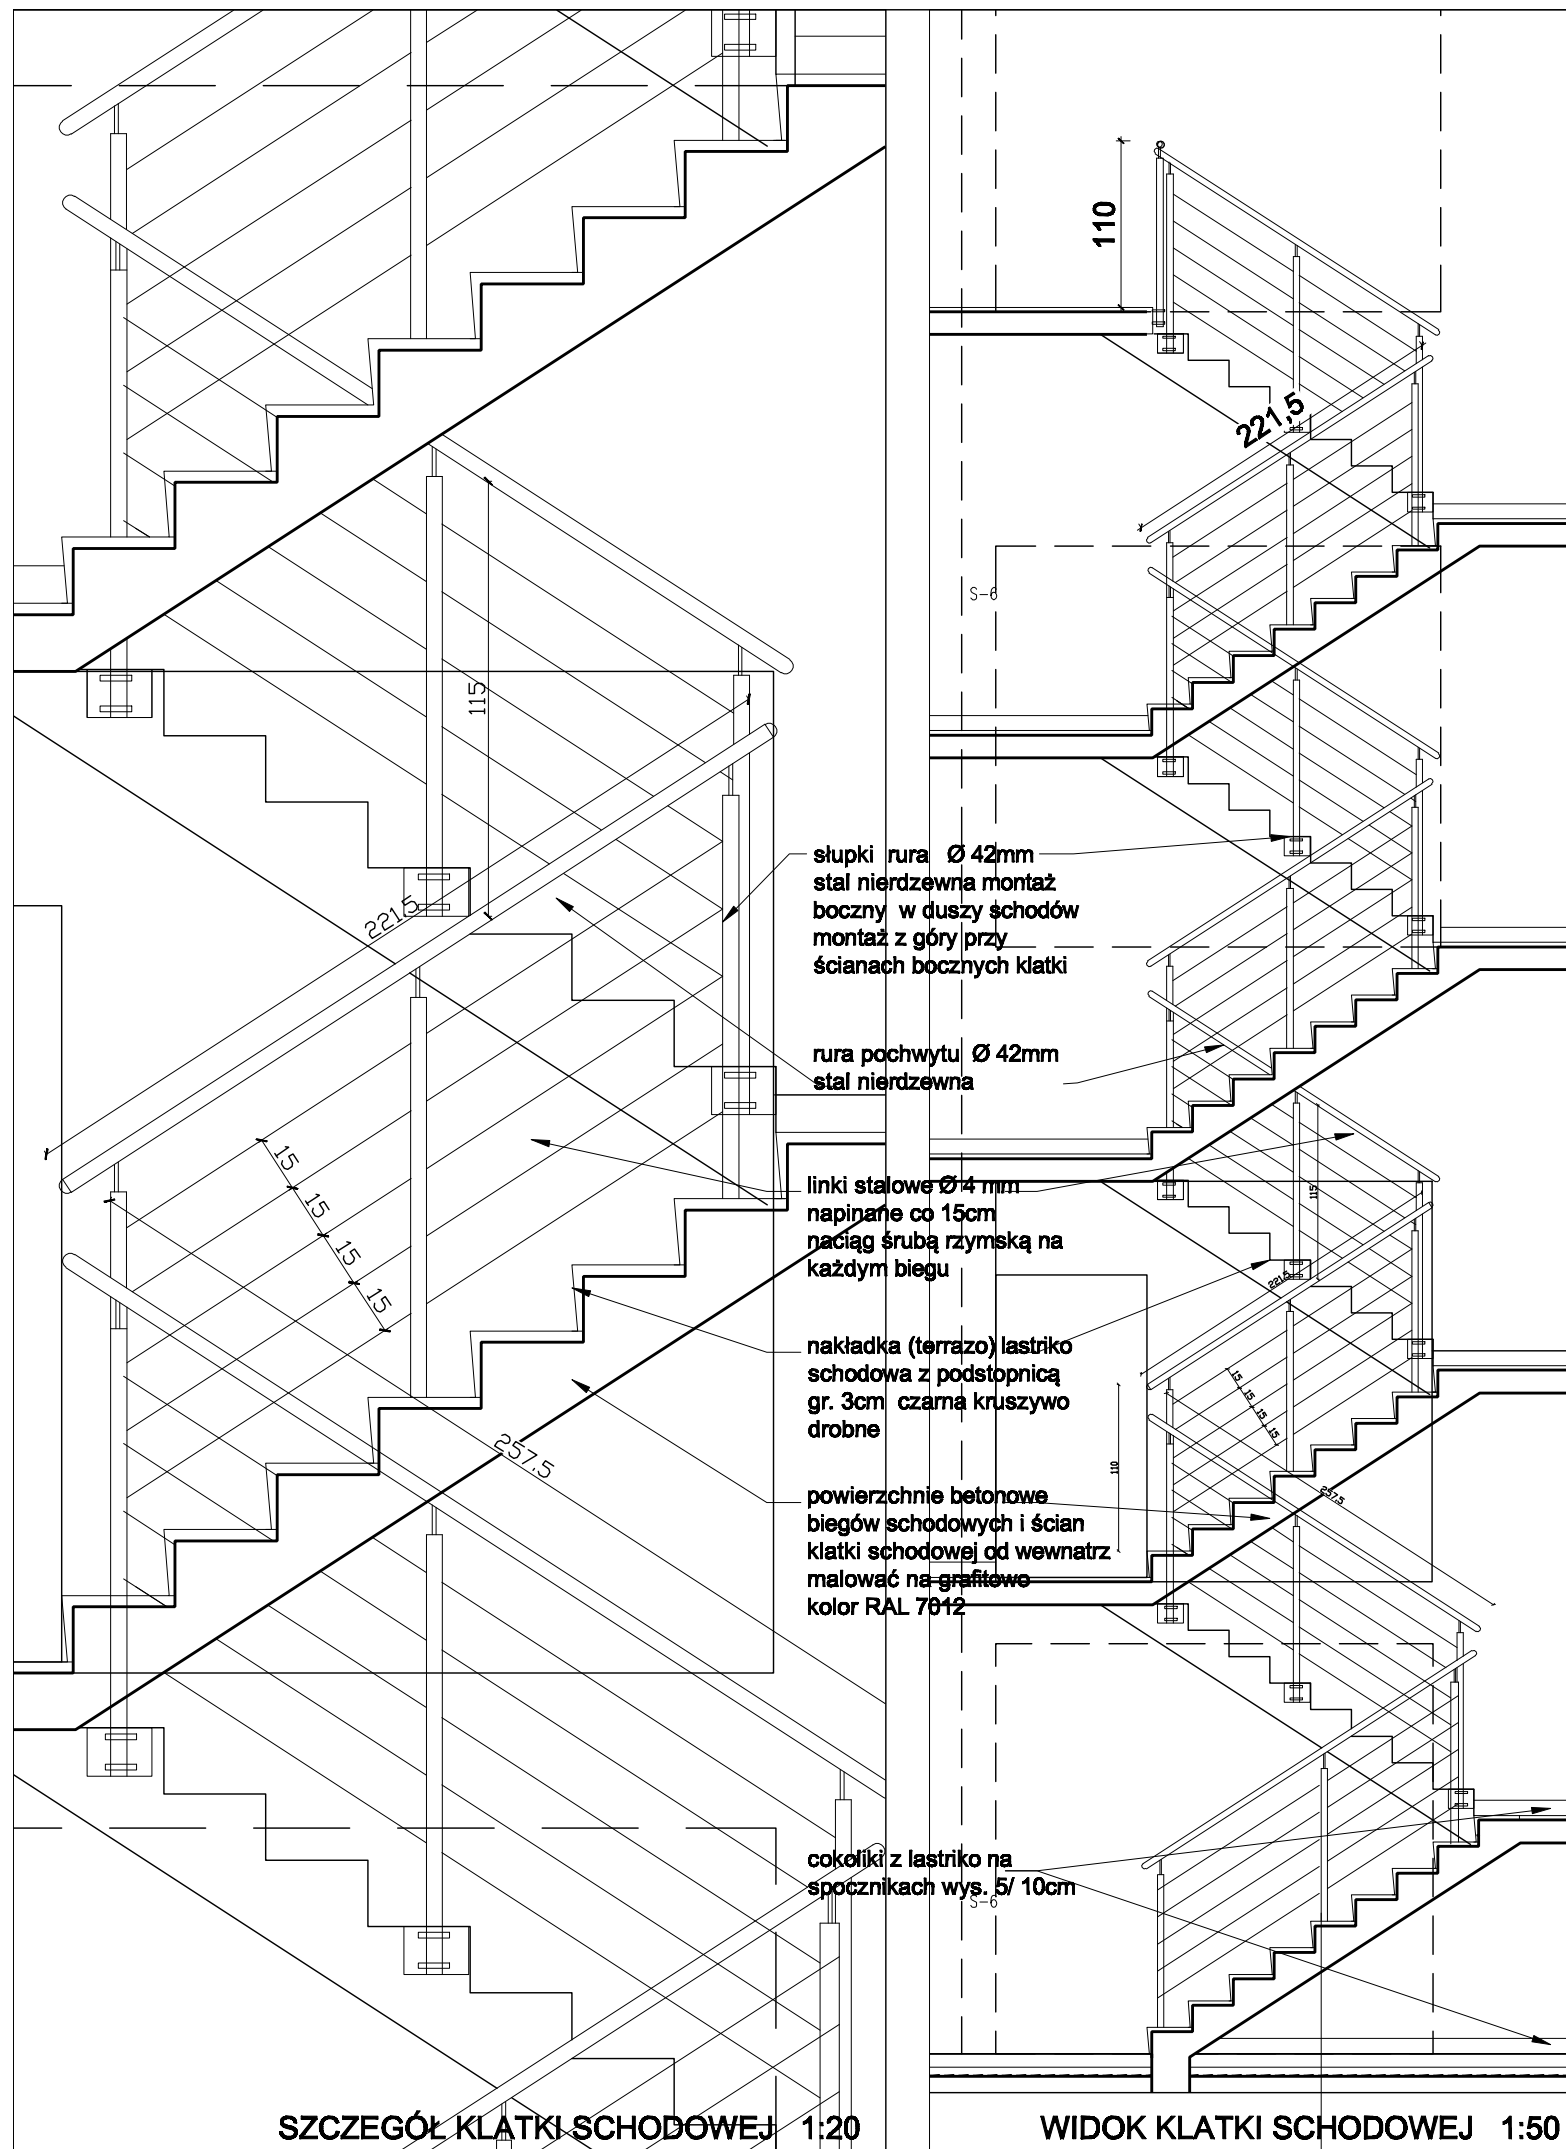 110
221,5
S-6
115
słupki rura Ø 42mm
stal nierdzewna montaż
boczny w duszy schodów
montaż z góry przy
ścianach bocznych klatki
221,5
rura pochwytu Ø 42mm
stal nierdzewna
15
15
15
15
linki stalowe Ø 4 mm
napinane co 15cm
naciąg śrubą rzymską na
każdym biegu
115
221,5
nakładka (terrazo) lastriko
schodowa z podstopnicą
gr. 3cm czarna kruszywo
drobne
15
15
15
15
110
257,5
257,5
powierzchnie betonowe
biegów schodowych i ścian
klatki schodowej od wewnatrz
malować na grafitowo
kolor RAL 7012
cokoliki z lastriko na
spocznikach wys. 5/ 10cm
S-6
SZCZEGÓŁ KLATKI SCHODOWEJ 1:20
WIDOK KLATKI SCHODOWEJ 1:50